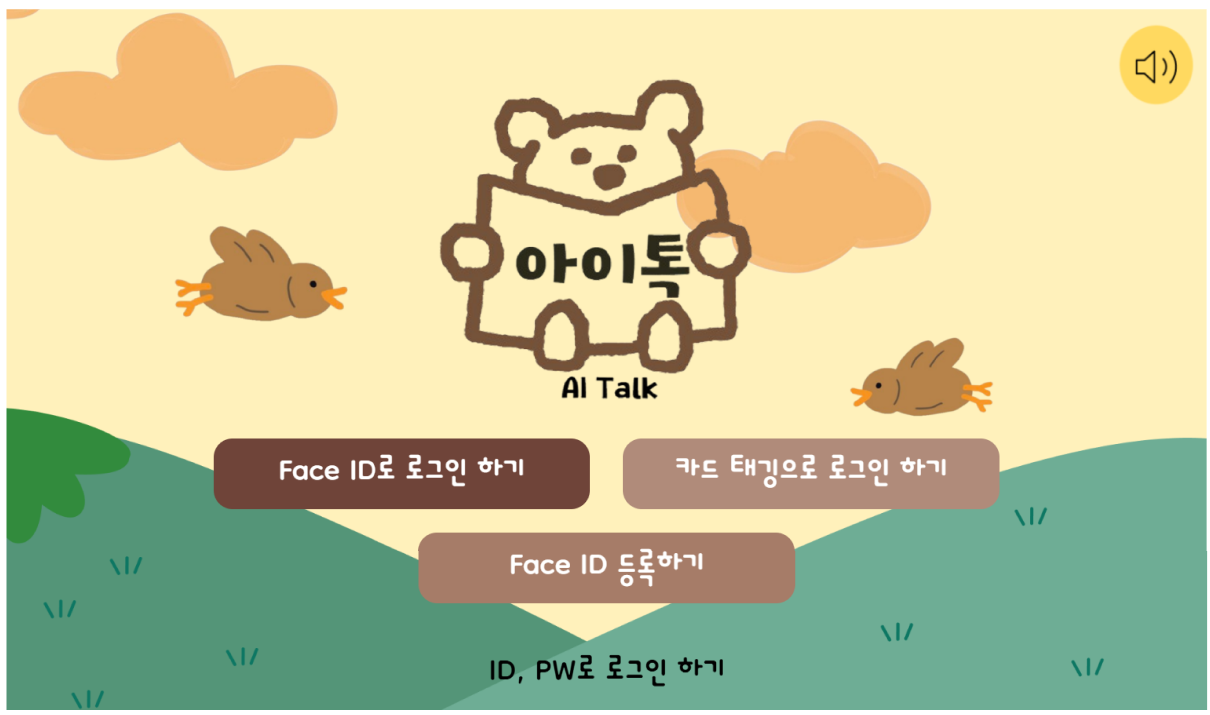 아이톡
AI Talk
Face ID로 로그인 하기
카드 태깅으로 로그인 하기
Face ID 등록하기
ID, PW로 로그인 하기